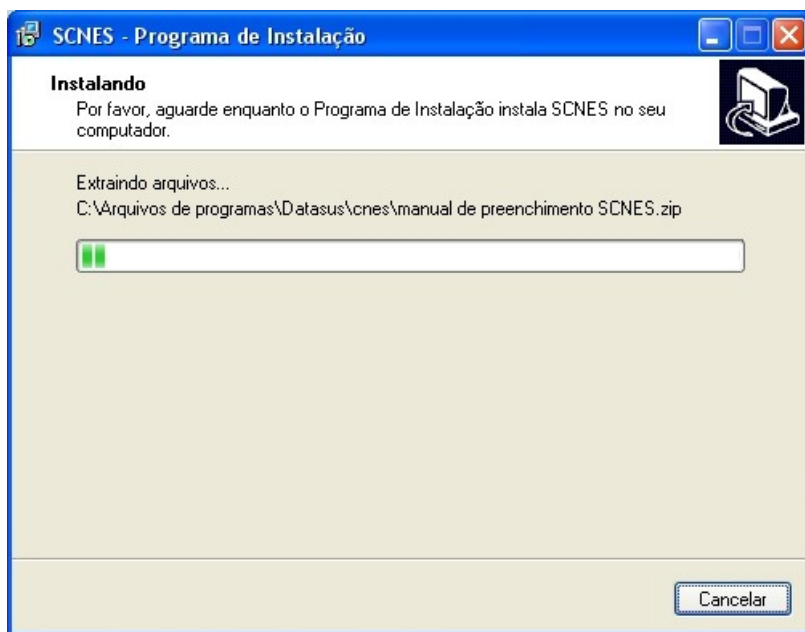 SCNES - Programa de Instalação
Instalando
Por favor, aguarde enquanto o Programa de Instalação instala SCNES no seu
computador.
Extraindo arquivos...
C:\Arquivos de programas\Datasus\cnes\manual de preenchimento SCNES.zip
Cancelar